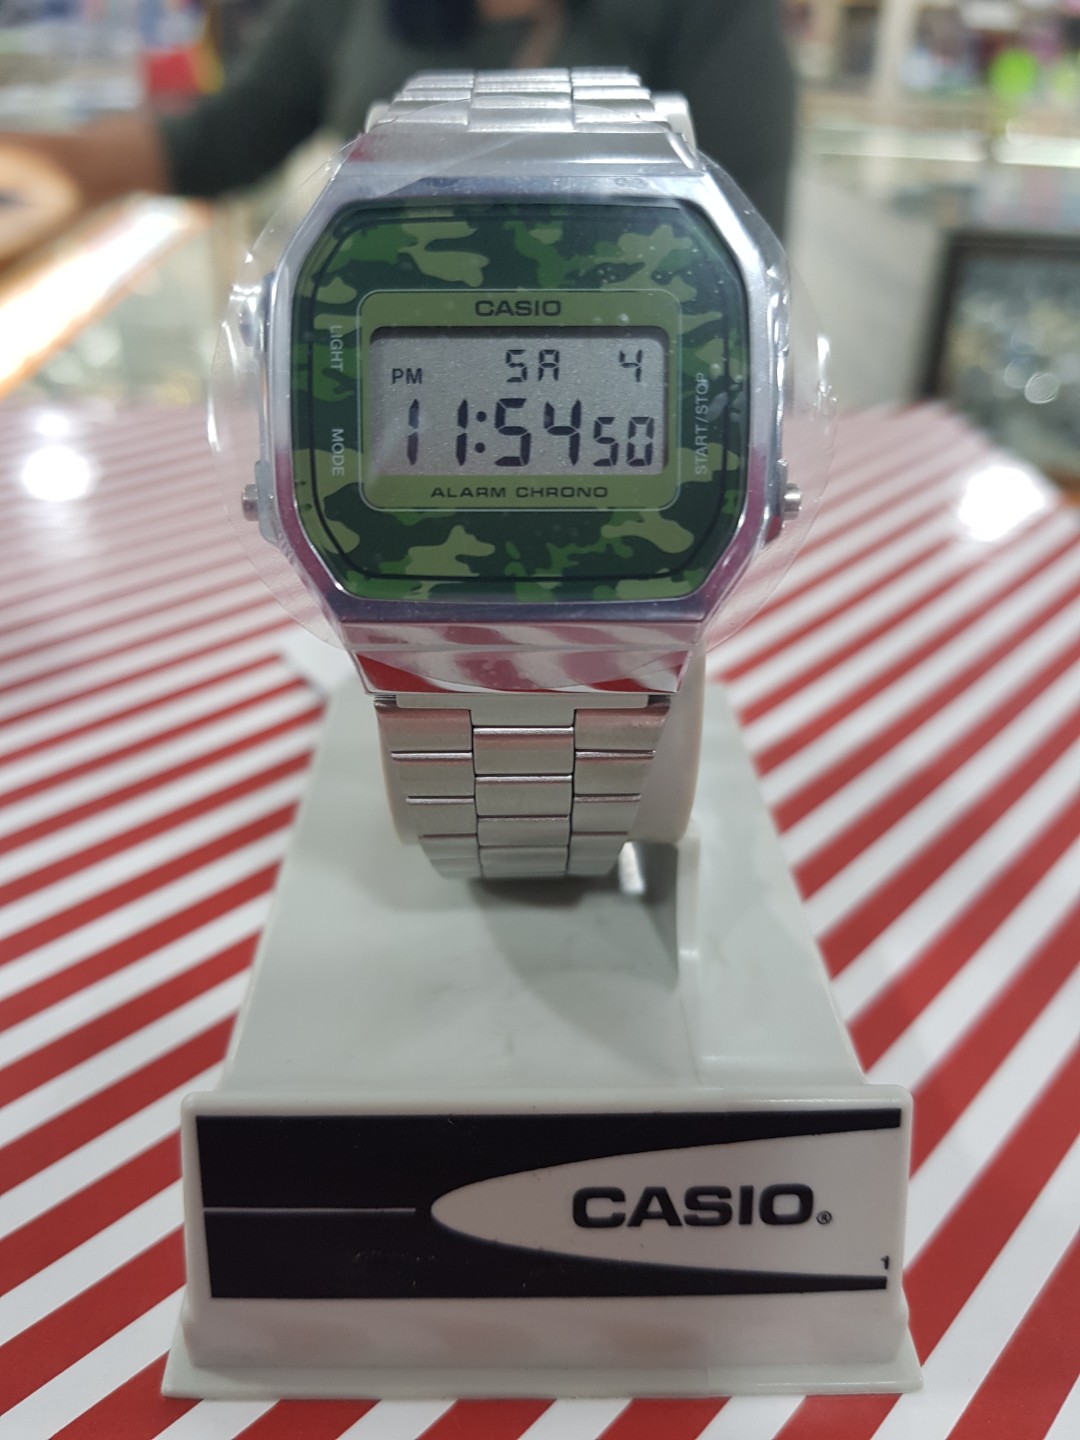 CASIO
LIGHT
PM SA 4
11:54 50
MODE
START/STOP
ALARM CHRONO
CASIO®
1